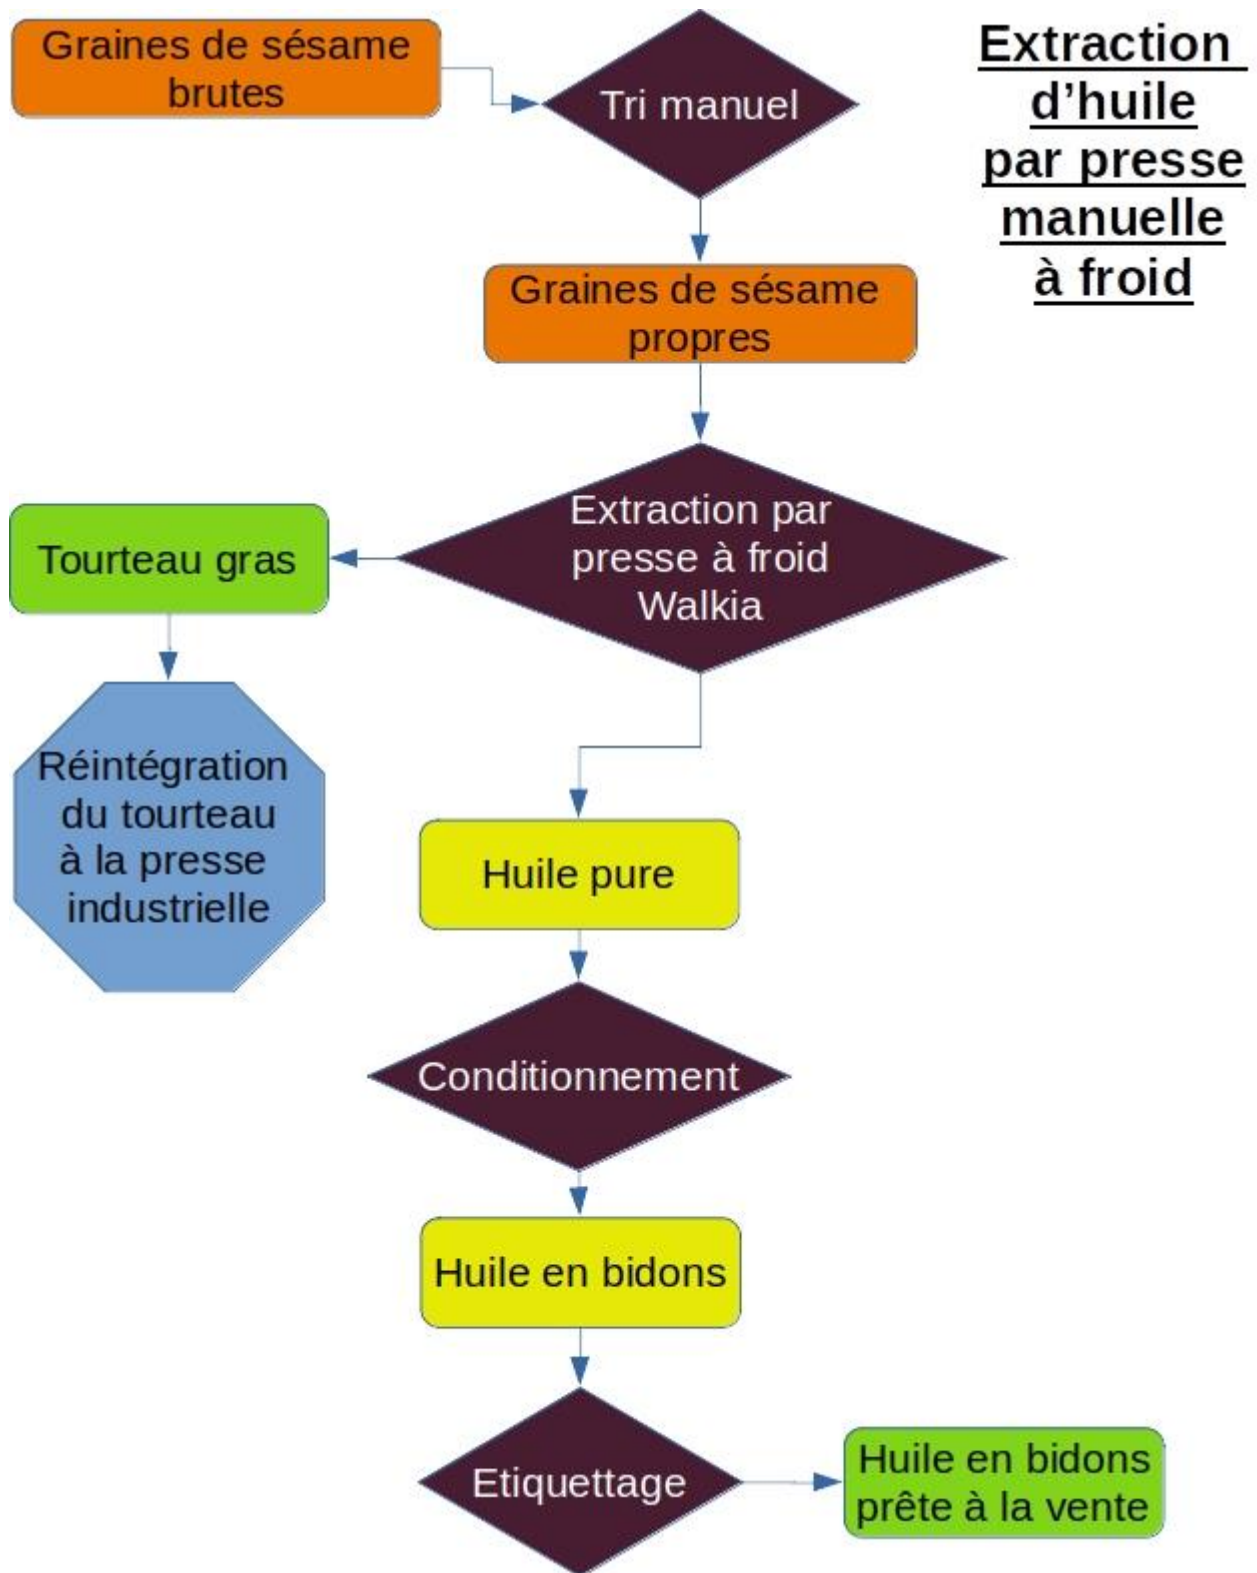 Graines de sésame
brutes
Tri manuel
Extraction
d’huile
par presse
manuelle
à froid
Graines de sésame
propres
Extraction par
presse à froid
Walkia
Tourteau gras
Réintégration
du tourteau
à la presse
industrielle
Huile pure
Conditionnement
Huile en bidons
Etiquettage
Huile en bidons
prête à la vente